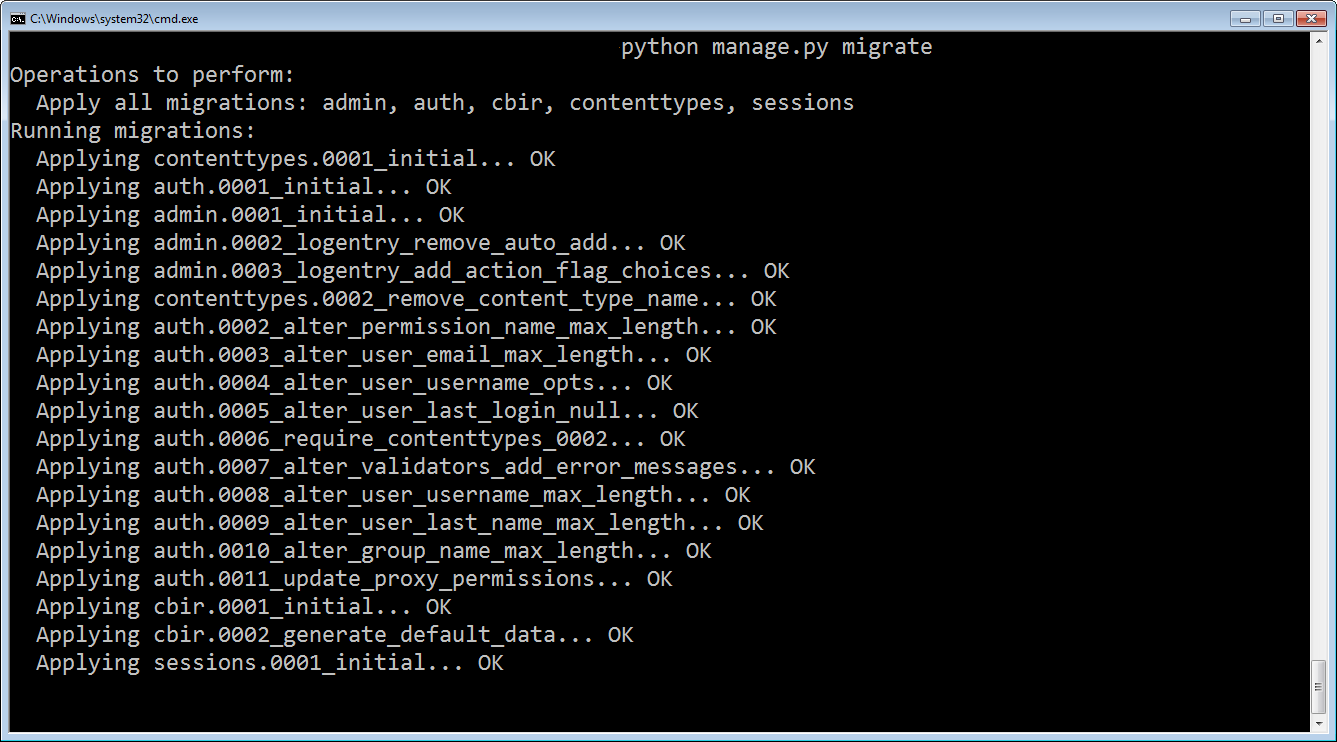 C:\Windows\system32\cmd.exe
python manage.py migrate
Operations to perform:
  Apply all migrations: admin, auth, cbir, contenttypes, sessions
Running migrations:
  Applying contenttypes.0001_initial... OK
  Applying auth.0001_initial... OK
  Applying admin.0001_initial... OK
  Applying admin.0002_logentry_remove_auto_add... OK
  Applying admin.0003_logentry_add_action_flag_choices... OK
  Applying contenttypes.0002_remove_content_type_name... OK
  Applying auth.0002_alter_permission_name_max_length... OK
  Applying auth.0003_alter_user_email_max_length... OK
  Applying auth.0004_alter_user_username_opts... OK
  Applying auth.0005_alter_user_last_login_null... OK
  Applying auth.0006_require_contenttypes_0002... OK
  Applying auth.0007_alter_validators_add_error_messages... OK
  Applying auth.0008_alter_user_username_max_length... OK
  Applying auth.0009_alter_user_last_name_max_length... OK
  Applying auth.0010_alter_group_name_max_length... OK
  Applying auth.0011_update_proxy_permissions... OK
  Applying cbir.0001_initial... OK
  Applying cbir.0002_generate_default_data... OK
  Applying sessions.0001_initial... OK